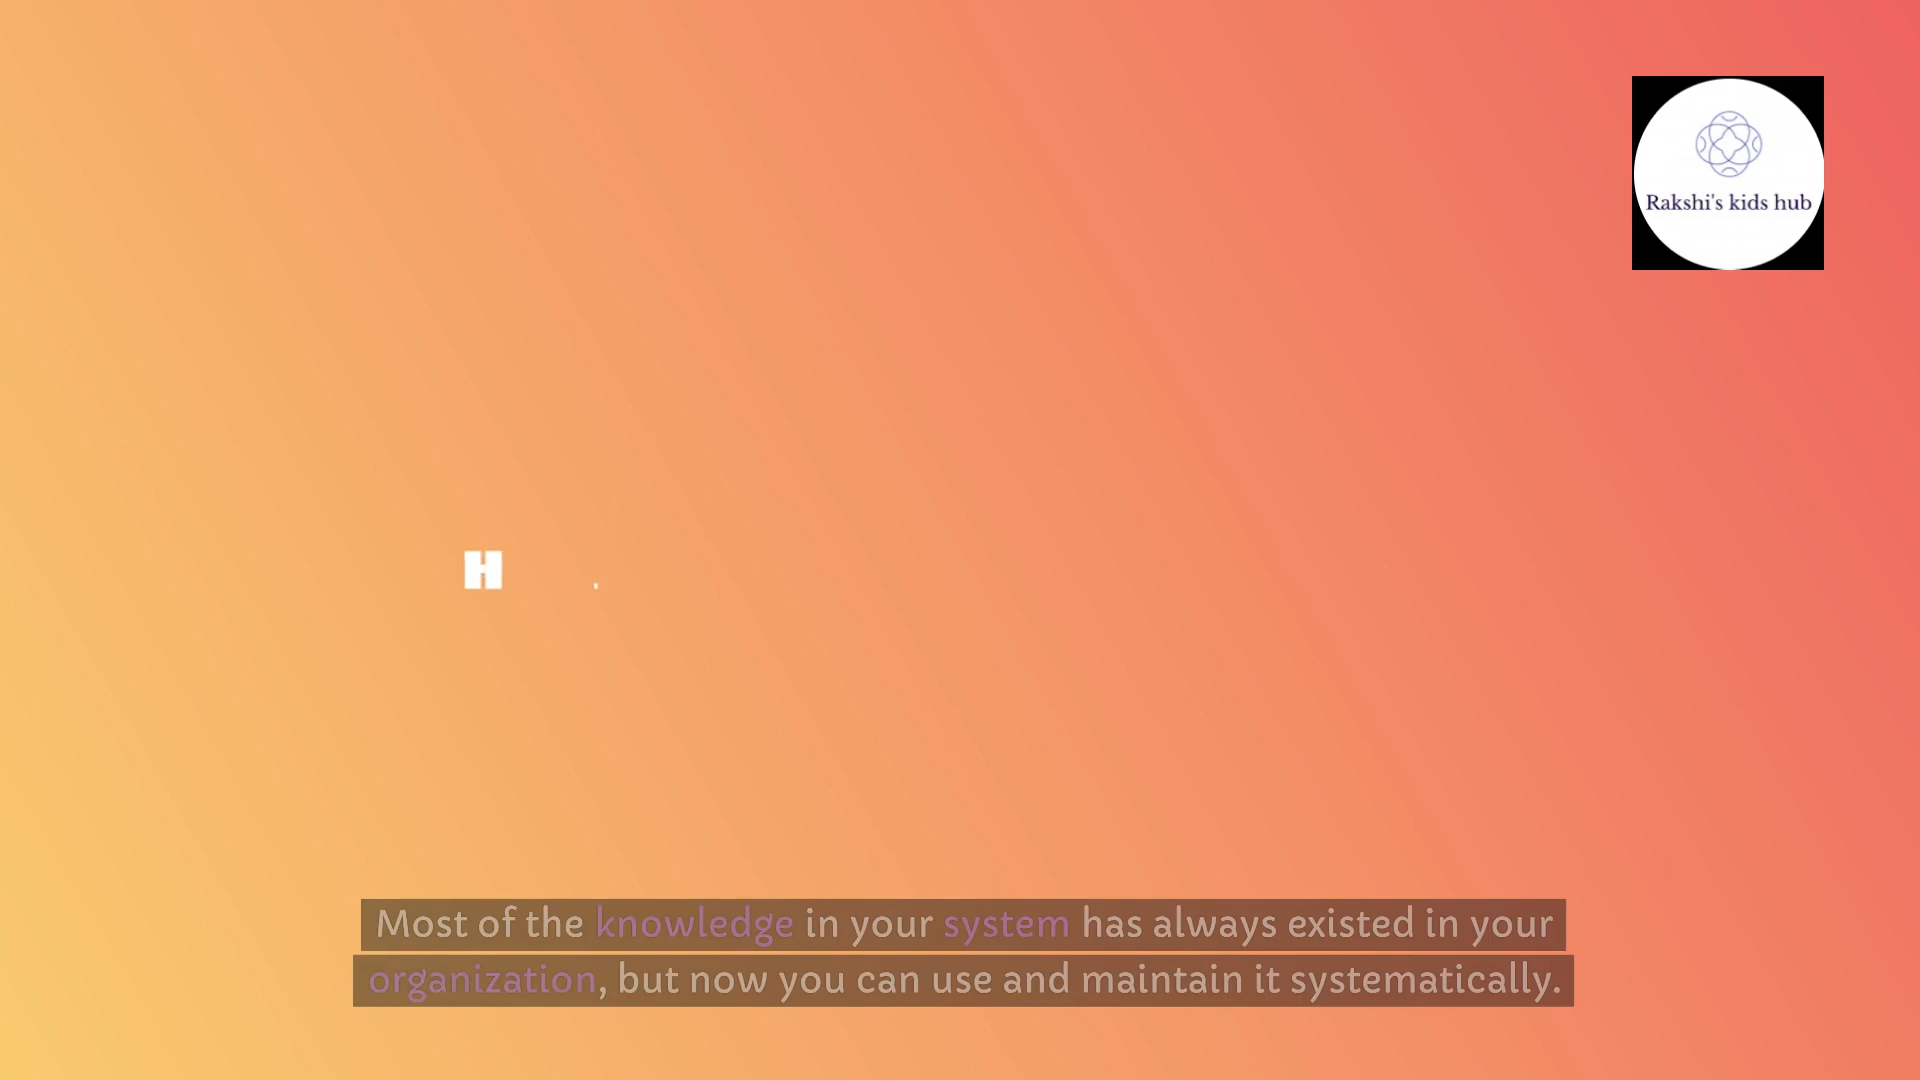 Rakshi's kids hub
H .
Most of the knowledge in your system has always existed in your
organization, but now you can use and maintain it systematically.